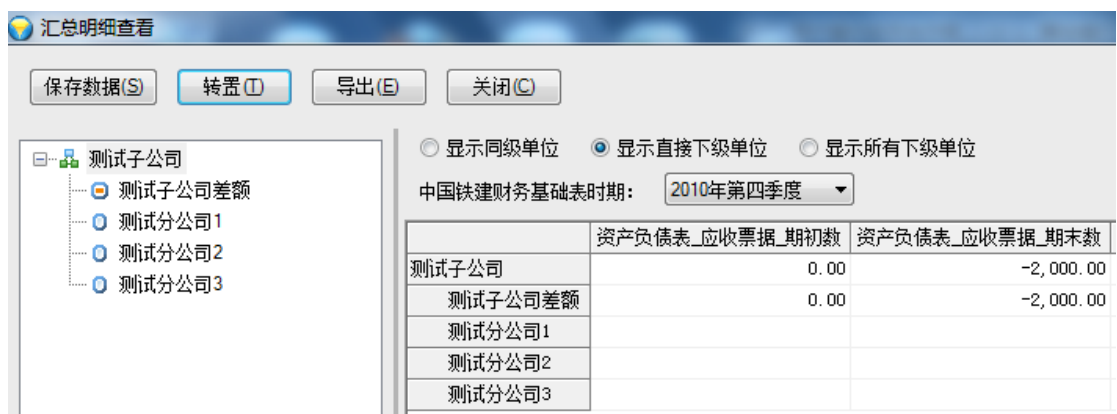 汇总明细查看
保存数据(S) 转置(T) 导出(E) 关闭(C)
测试子公司
测试子公司差额
测试分公司1
测试分公司2
测试分公司3
显示同级单位 显示直接下级单位 显示所有下级单位
中国铁建财务基础表时期: 2010年第四季度
资产负债表_应收票据_期初数 资产负债表_应收票据_期末数
测试子公司 0.00 -2,000.00
测试子公司差额 0.00 -2,000.00
测试分公司1
测试分公司2
测试分公司3